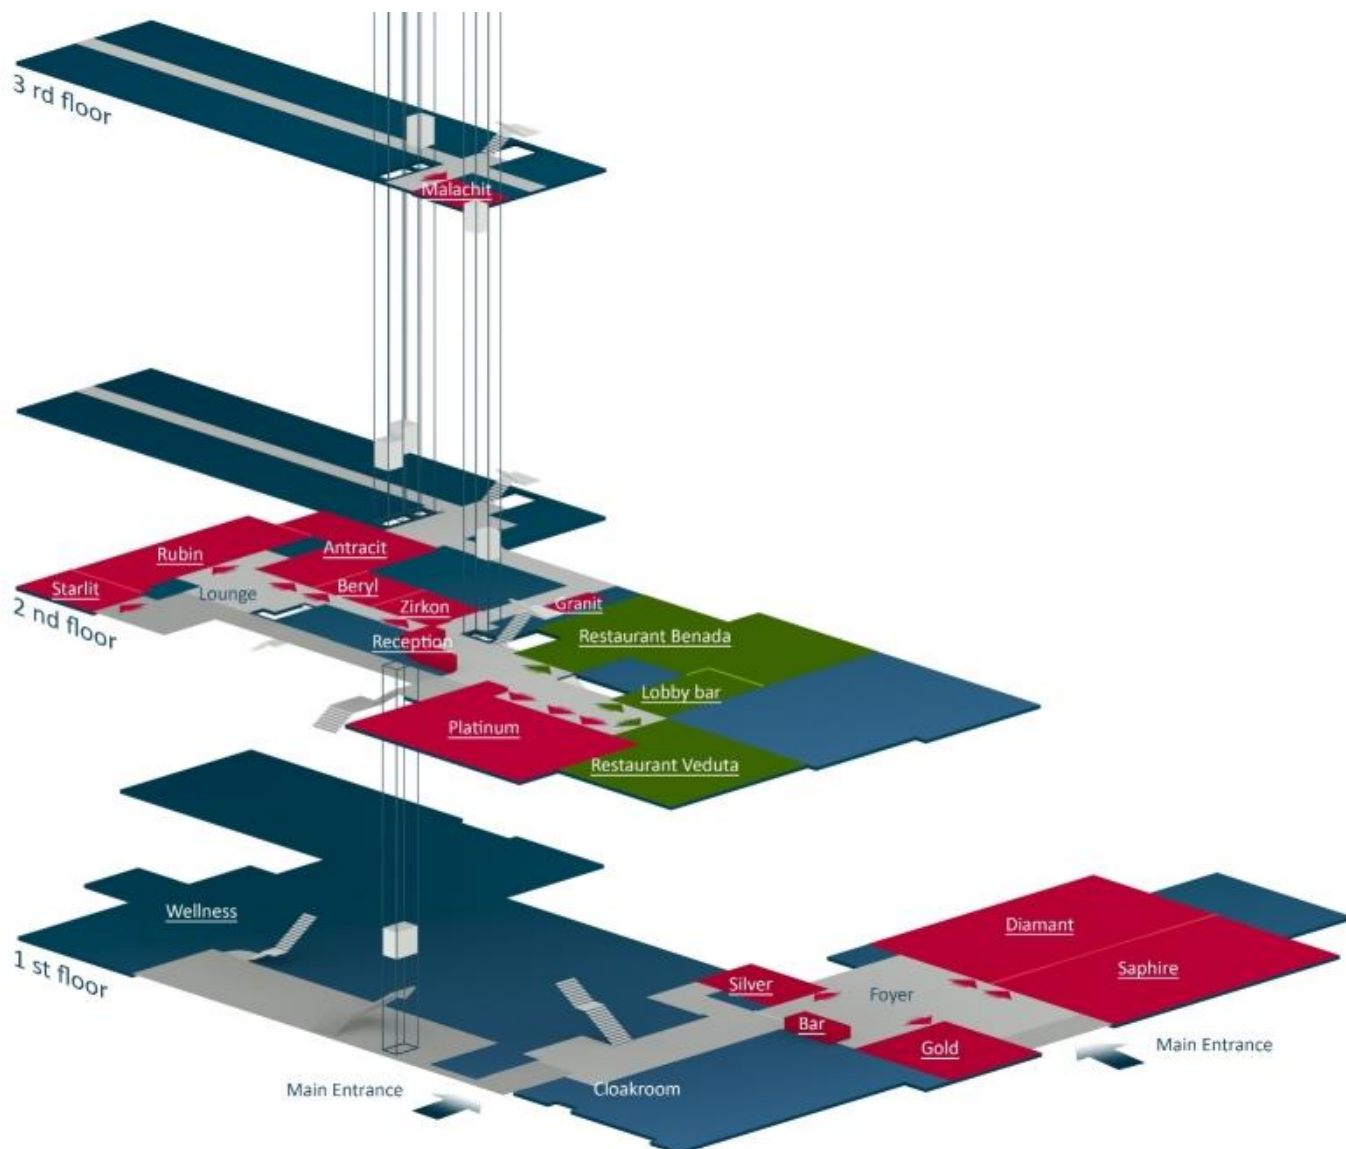 3 rd floor
Malachit
Rubin
Antracit
Starlit
Lounge
Beryl
Zirkon
Granit
2 nd floor
Reception
Restaurant Benada
Lobby bar
Platinum
Restaurant Veduta
Wellness
1 st floor
Diamant
Saphire
Silver
Foyer
Bar
Gold
Main Entrance
Main Entrance
Cloakroom